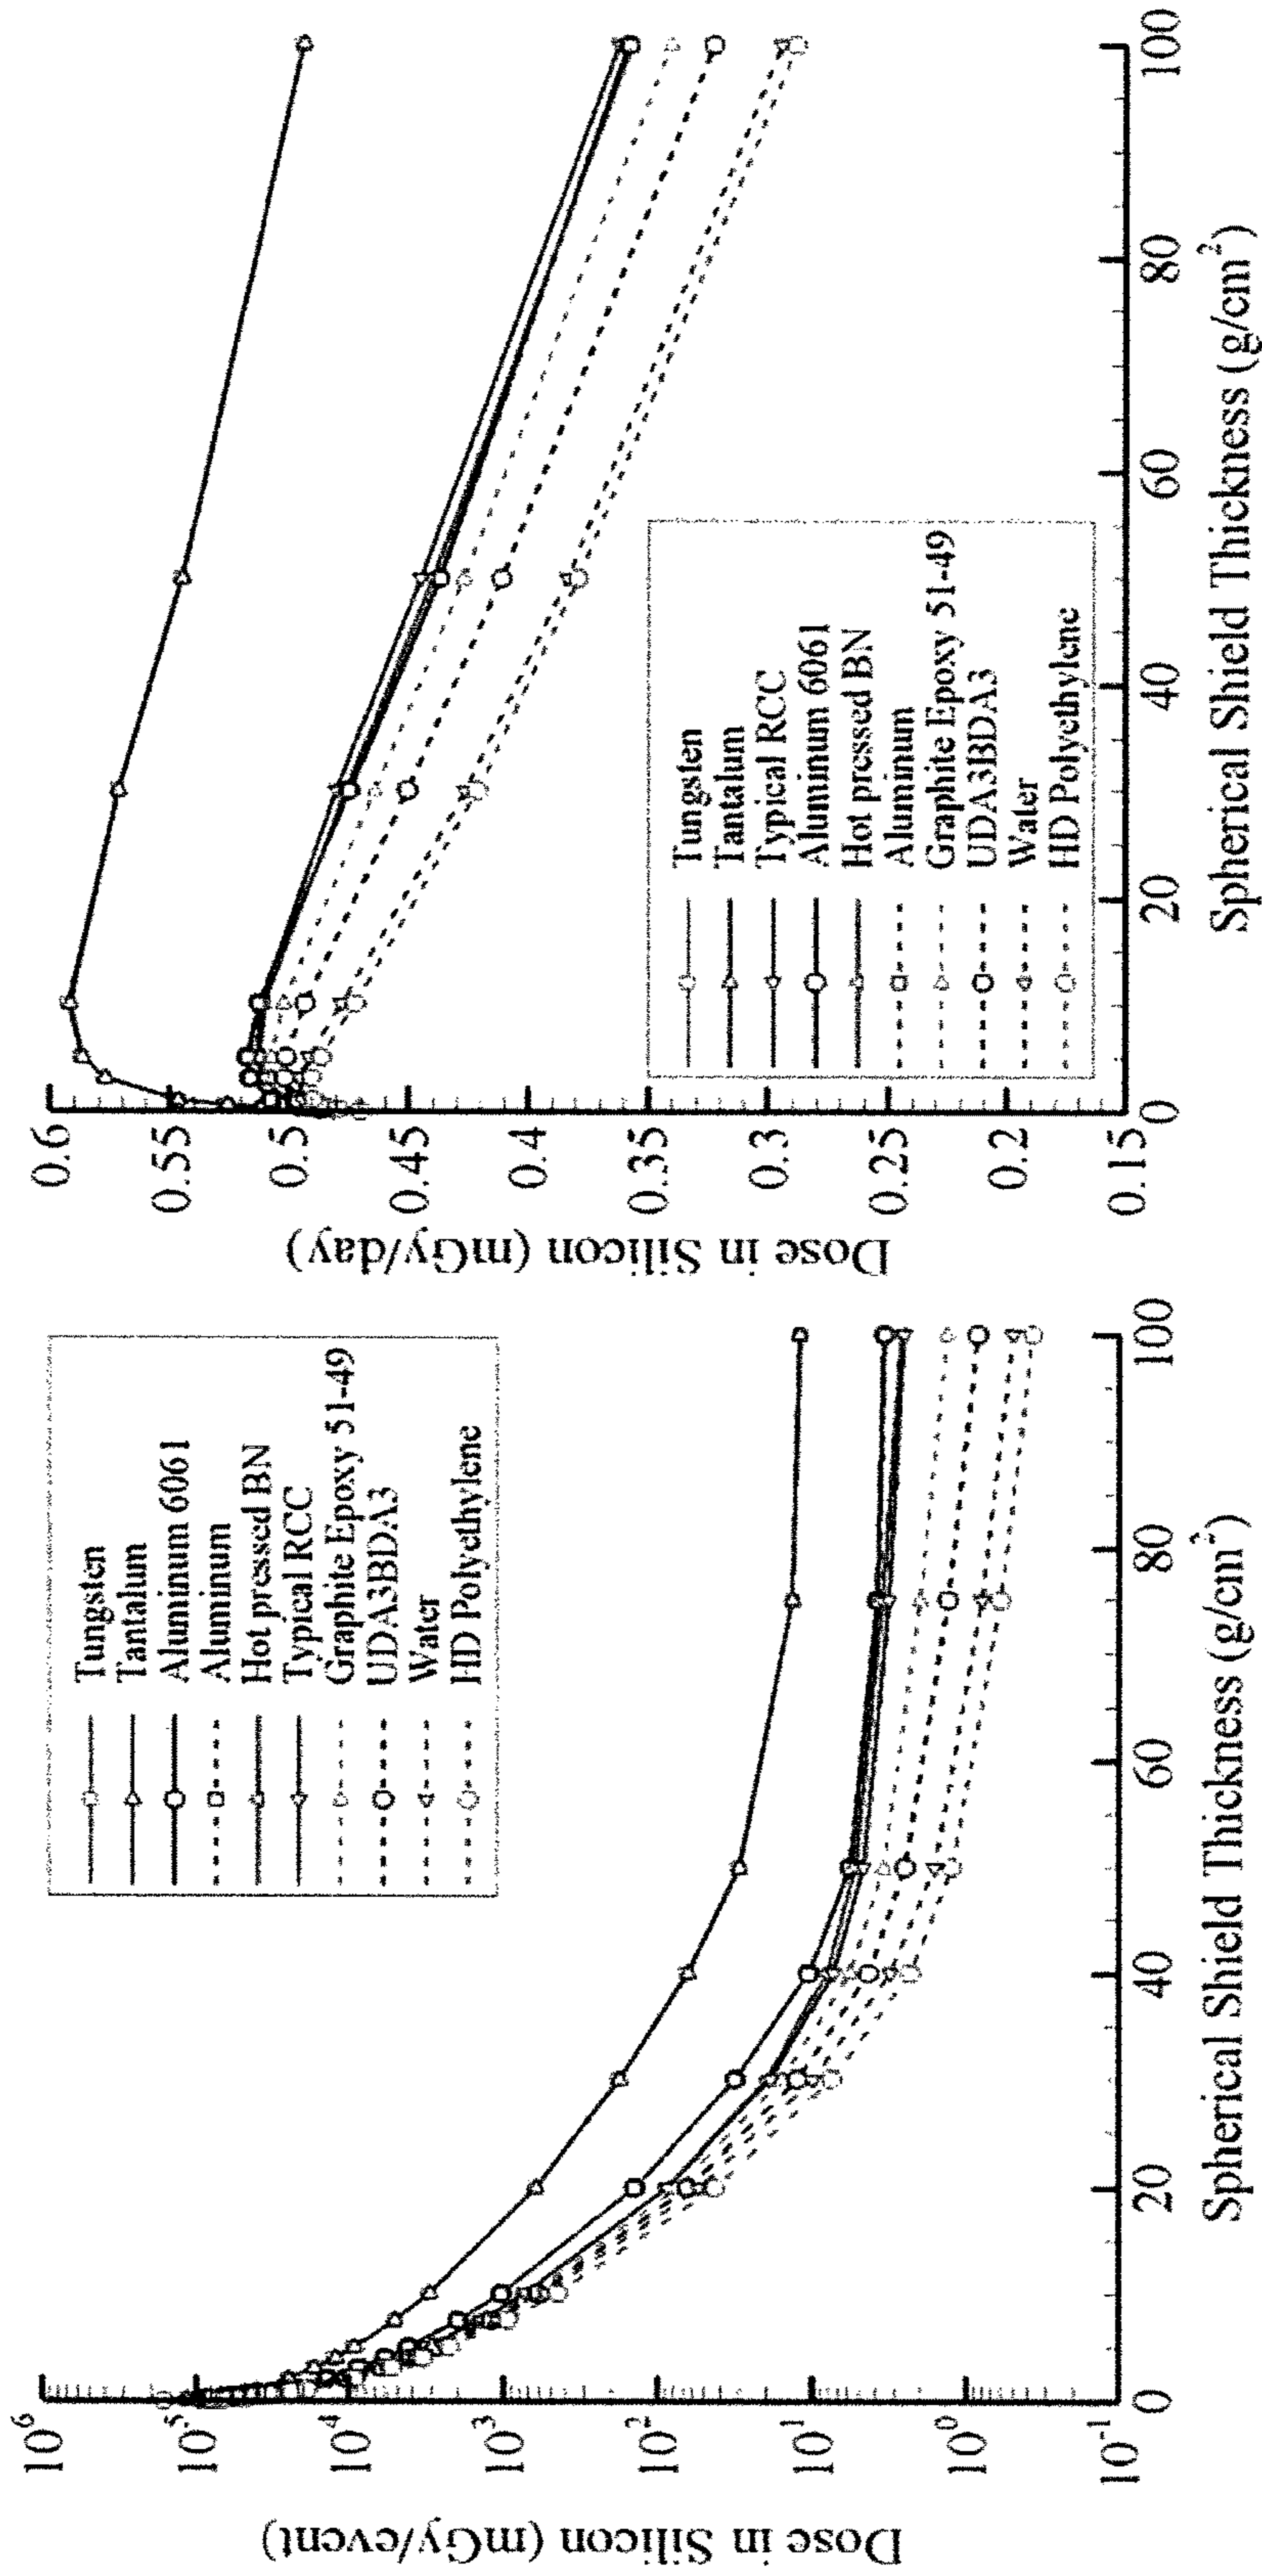 Dose in Silicon (mGy/event)
10^6
10^5
10^4
10^3
10^2
10^1
10^0
10^-1
Tungsten
Tantalum
Aluminum 6061
Aluminum
Hot pressed BN
Typical RCC
Graphite Epoxy 51-49
UDA3BDA3
Water
HD Polyethylene
0
20
40
60
80
100
Spherical Shield Thickness (g/cm²)
Dose in Silicon (mGy/day)
0.6
0.55
0.5
0.45
0.4
0.35
0.3
0.25
0.2
0.15
Tungsten
Tantalum
Typical RCC
Aluminum 6061
Hot pressed BN
Aluminum
Graphite Epoxy 51-49
UDA3BDA3
Water
HD Polyethylene
0
20
40
60
80
100
Spherical Shield Thickness (g/cm²)